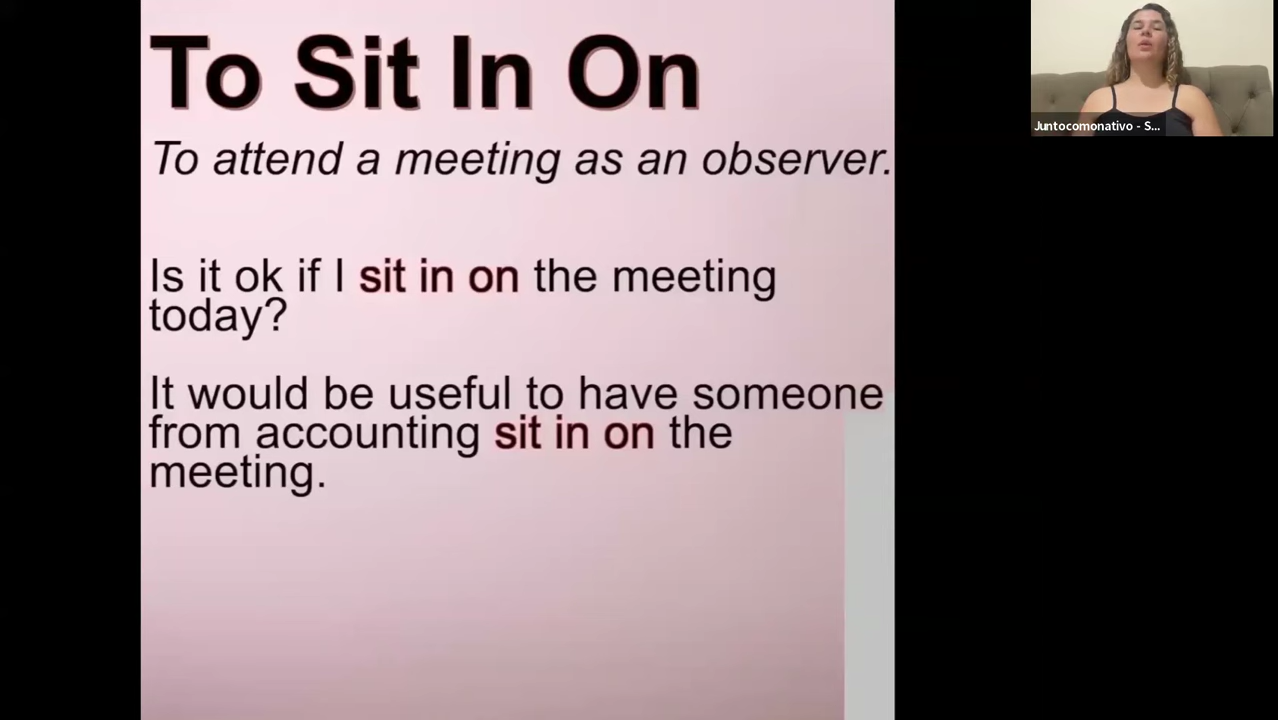 To Sit In On
To attend a meeting as an observer.
Is it ok if I sit in on the meeting
today?
It would be useful to have someone
from accounting sit in on the
meeting.
Juntocomonativo - S...